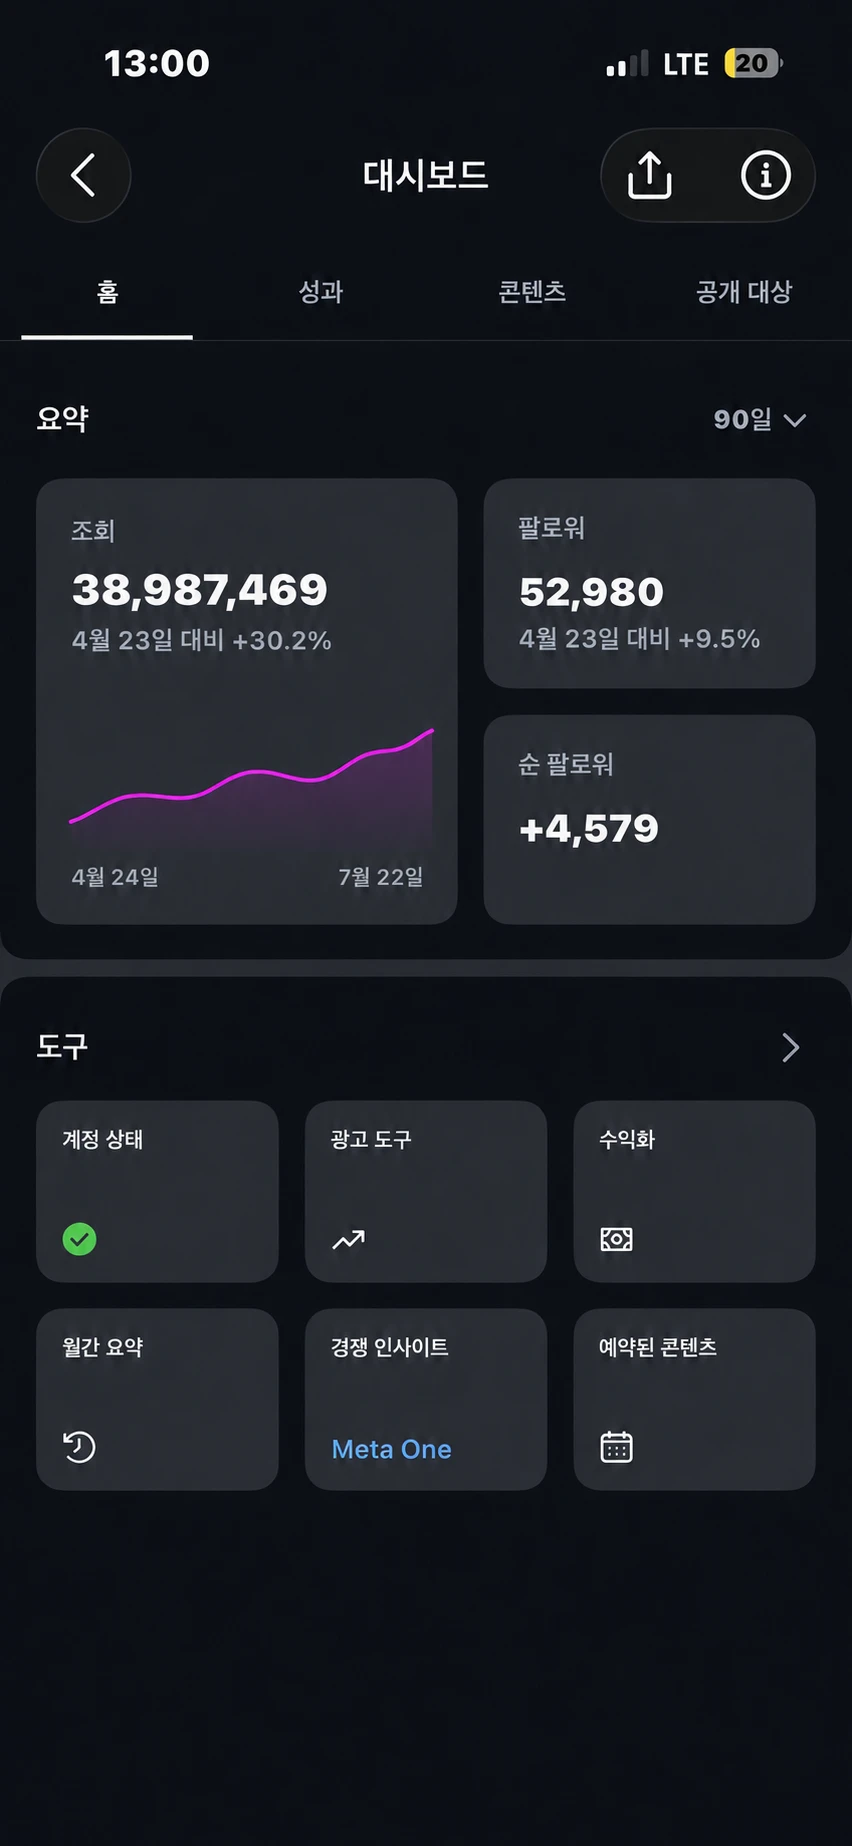 13:00
LTE 20
대시보드
홈 성과 콘텐츠 공개 대상
요약
90일
조회
38,987,469
4월 23일 대비 +30.2%
4월 24일 7월 22일
팔로워
52,980
4월 23일 대비 +9.5%
순 팔로워
+4,579
도구
계정 상태
광고 도구
수익화
월간 요약
경쟁 인사이트
Meta One
예약된 콘텐츠